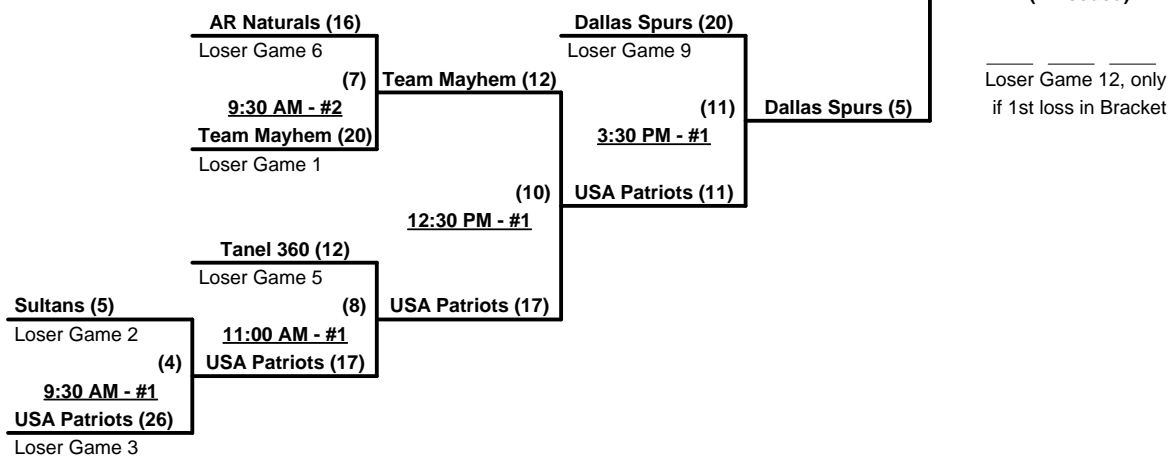 AR Naturals (16)
Dallas Spurs (20)
Loser Game 6
Loser Game 9
(7)
Team Mayhem (12)
9:30 AM - #2
(11)
Dallas Spurs (5)
Loser Game 12, only
if 1st loss in Bracket
Team Mayhem (20)
3:30 PM - #1
Loser Game 1
(10)
USA Patriots (11)
12:30 PM - #1
Tanel 360 (12)
Loser Game 5
Sultans (5)
(8)
USA Patriots (17)
Loser Game 2
11:00 AM - #1
(4)
USA Patriots (17)
9:30 AM - #1
USA Patriots (26)
Loser Game 3